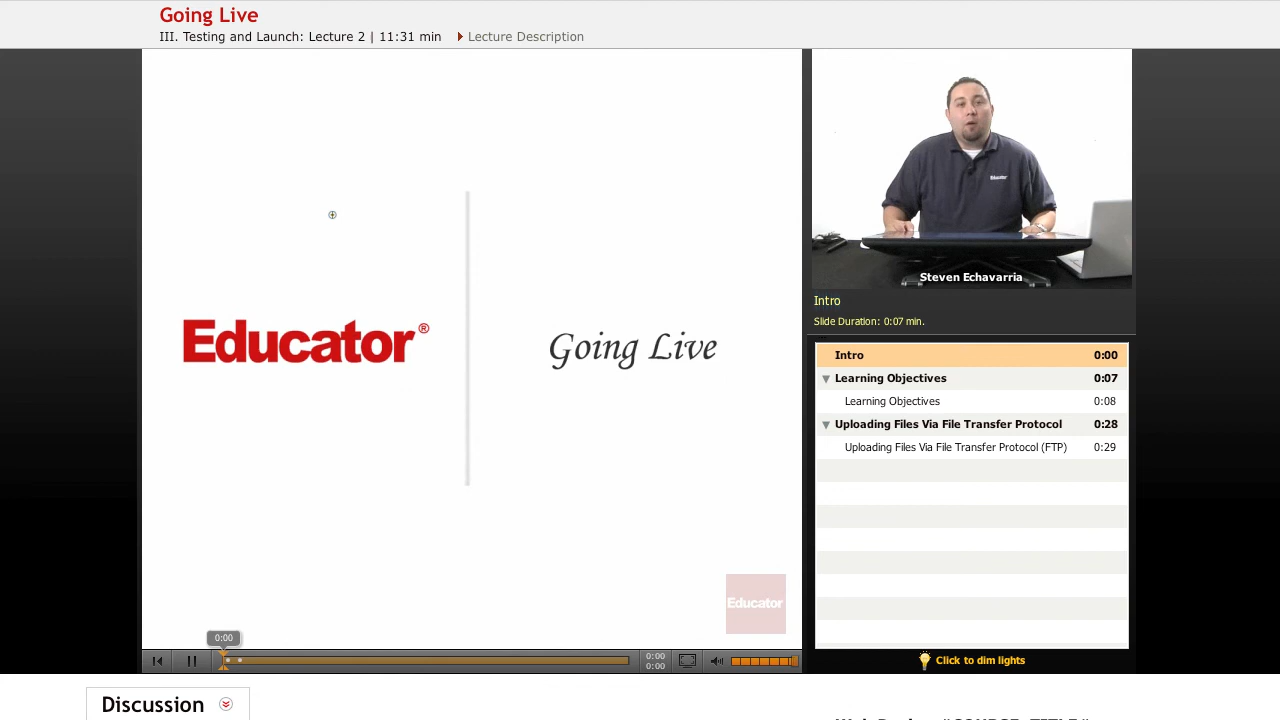 Going Live
III. Testing and Launch: Lecture 2 | 11:31 min
Lecture Description
Educator®
Going Live
Educator
Educator
Steven Echavarria
Intro
Slide Duration: 0:07 min.
Intro 0:00
Learning Objectives 0:07
Learning Objectives 0:08
Uploading Files Via File Transfer Protocol 0:28
Uploading Files Via File Transfer Protocol (FTP) 0:29
0:00
0:00
0:00
Click to dim lights
Discussion